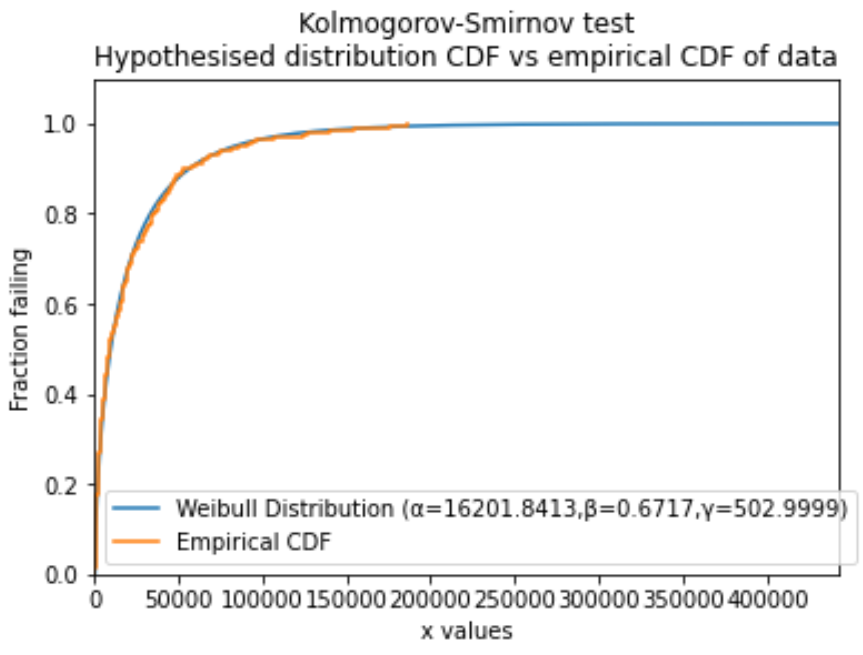 Kolmogorov-Smirnov test
Hypothesised distribution CDF vs empirical CDF of data
1.0
0.8
0.6
0.4
0.2
0.0
Fraction failing
Weibull Distribution (α=16201.8413,β=0.6717,γ=502.9999)
Empirical CDF
0 50000 100000 150000 200000 250000 300000 350000 400000
x values